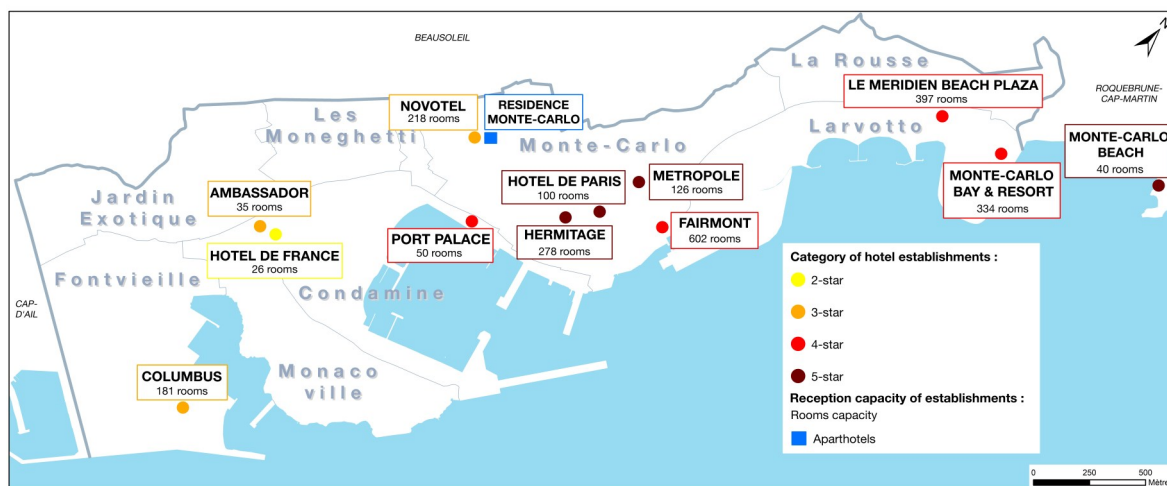 BEAUSOLEIL
N
La Rousse
LE MERIDIEN BEACH PLAZA
397 rooms
ROQUEBRUNE-
CAP-MARTIN
NOVOTEL
218 rooms
RESIDENCE
MONTE-CARLO
Les
Moneghetti
Monte-Carlo
Larvotto
MONTE-CARLO
BEACH
40 rooms
HOTEL DE PARIS
100 rooms
METROPOLE
126 rooms
MONTE-CARLO
BAY & RESORT
334 rooms
AMBASSADOR
35 rooms
Jardin
Exotique
PORT PALACE
50 rooms
HERMITAGE
278 rooms
FAIRMONT
602 rooms
HOTEL DE FRANCE
26 rooms
Fontvieille
Condamine
CAP-
D'AIL
Monaco
ville
COLUMBUS
181 rooms
Category of hotel establishments :
2-star
3-star
4-star
5-star
Reception capacity of establishments :
Rooms capacity
Aparthotels
0 250 500